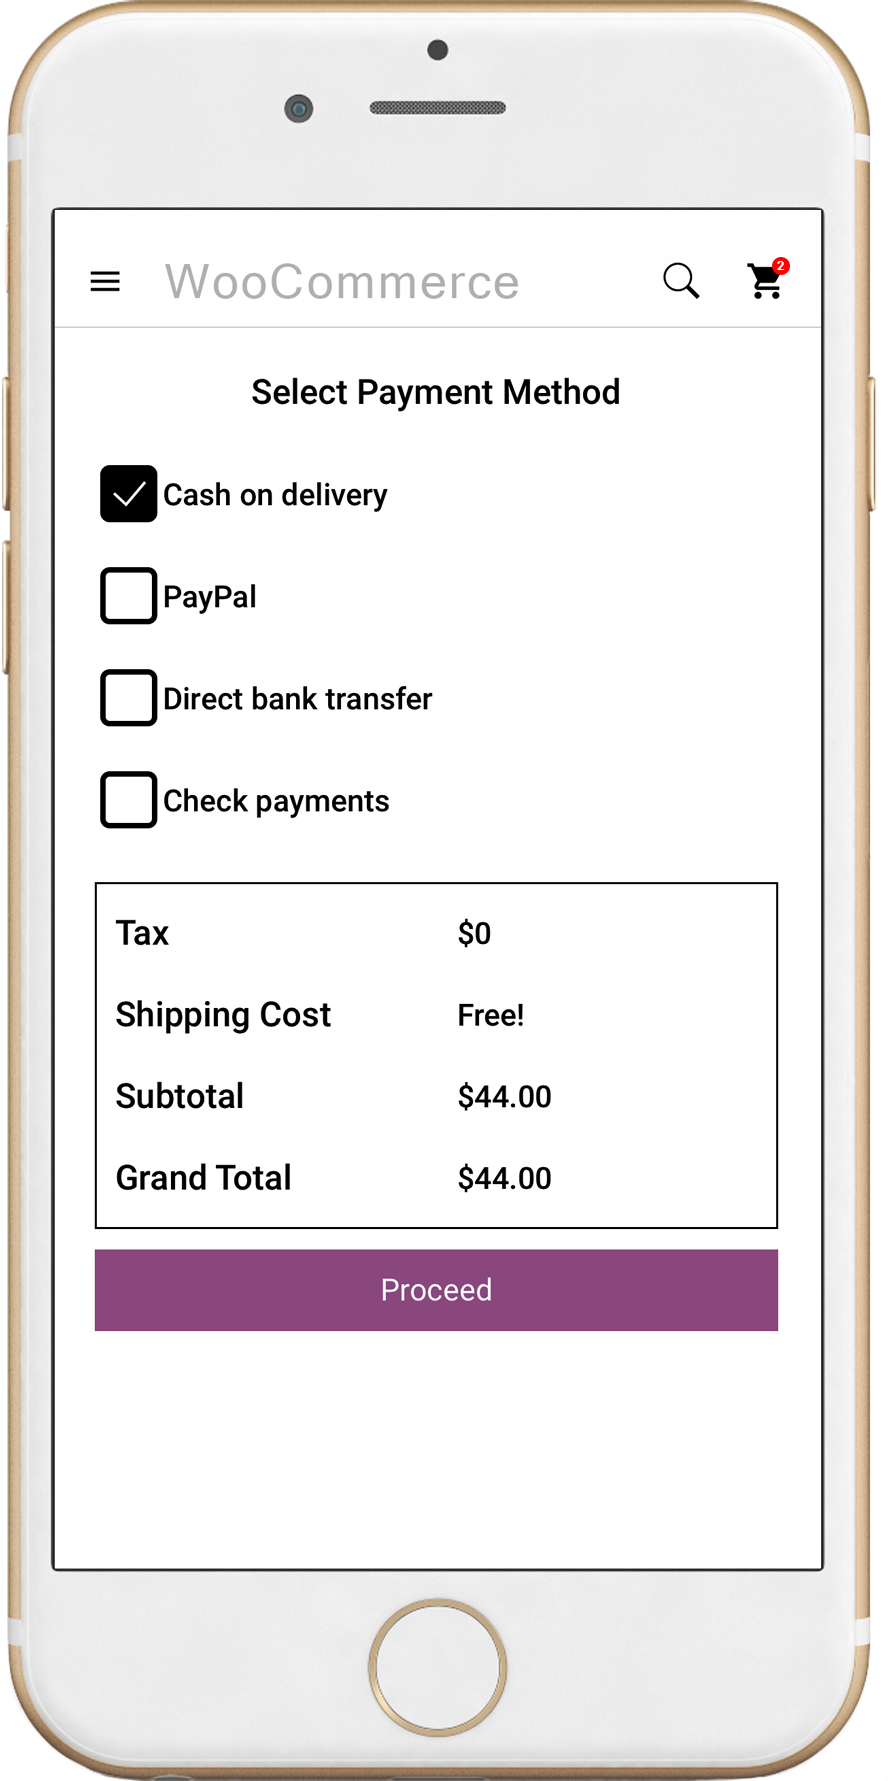 WooCommerce
2
Select Payment Method
Cash on delivery
PayPal
Direct bank transfer
Check payments
Tax $0
Shipping Cost Free!
Subtotal $44.00
Grand Total $44.00
Proceed